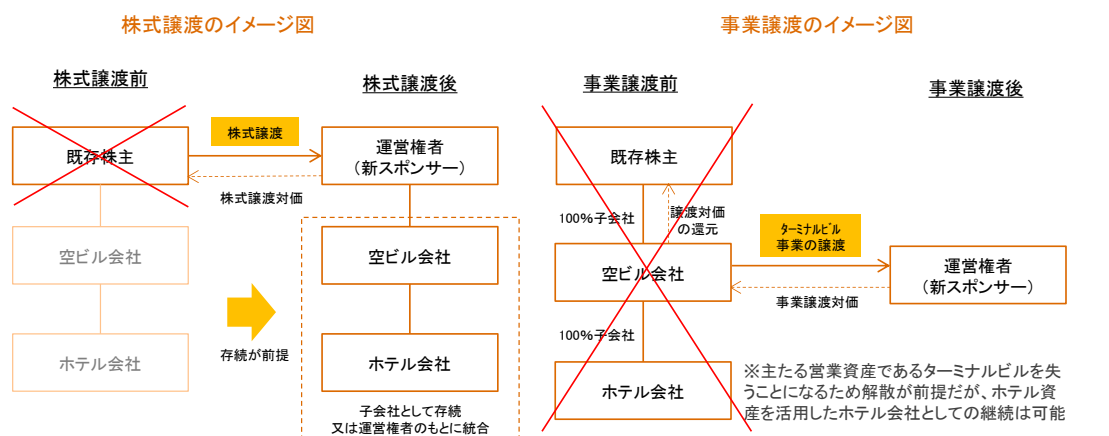 株式譲渡のイメージ図
株式譲渡前
株式譲渡後
既存株主
株式譲渡
株式譲渡対価
運営権者
（新スポンサー）
空ビル会社
ホテル会社
存続が前提
空ビル会社
ホテル会社
子会社として存続
又は運営権者のもとに統合
事業譲渡のイメージ図
事業譲渡前
事業譲渡後
既存株主
100%子会社
譲渡対価
の還元
空ビル会社
ﾀｰﾐﾅﾙﾋﾞﾙ
事業の譲渡
事業譲渡対価
運営権者
（新スポンサー）
100%子会社
ホテル会社
※主たる営業資産であるターミナルビルを失
うことになるため解散が前提だが、ホテル資
産を活用したホテル会社としての継続は可能